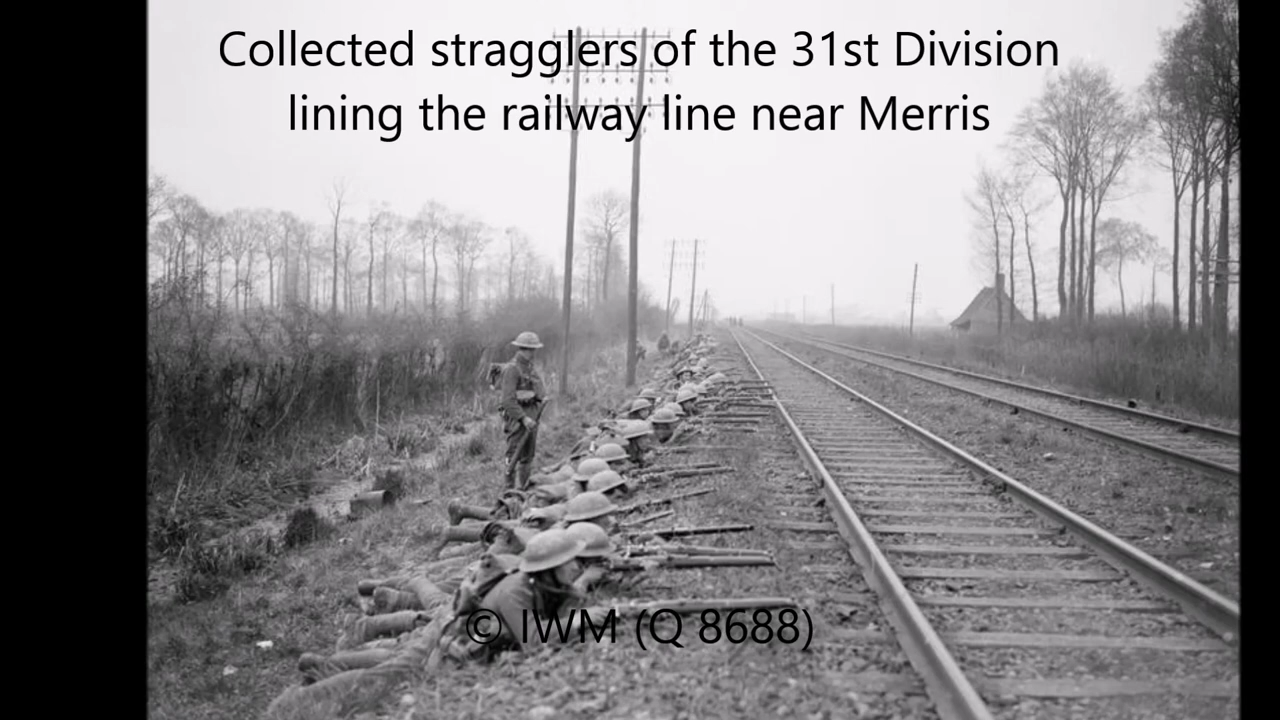 Collected stragglers of the 31st Division
lining the railway line near Merris
© IWM (Q 8688)